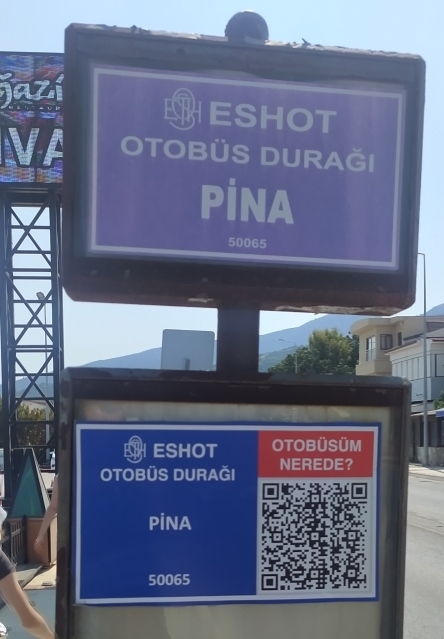 ESHOT
OTOBÜS DURAĞI
PİNA
50065
ESHOT
OTOBÜS DURAĞI
PİNA
50065
OTOBÜSÜM
NEREDE?